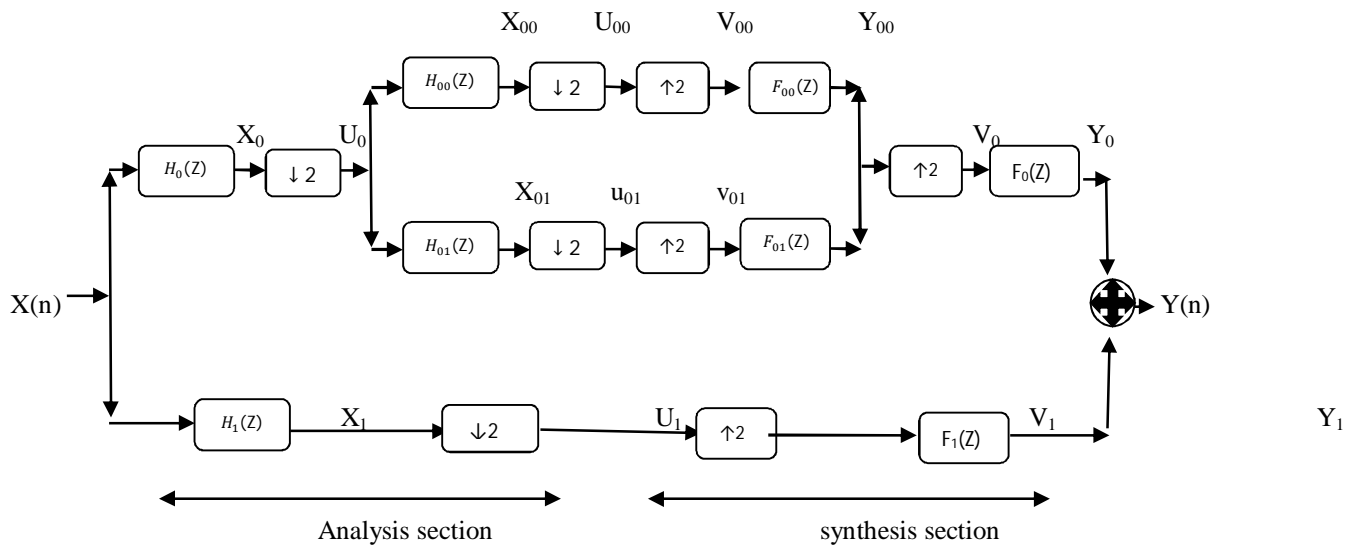 X₀₀ U₀₀ V₀₀ Y₀₀
H₀₀(Z) ↓2 ↑2 F₀₀(Z)
X₀ U₀ V₀ Y₀
H₀(Z) ↓2 ↑2 F₀(Z)
X₀₁ u₀₁ v₀₁
H₀₁(Z) ↓2 ↑2 F₀₁(Z)
X(n) Y(n)
H₁(Z) X₁ ↓2 U₁ ↑2 F₁(Z) V₁ Y₁
Analysis section synthesis section